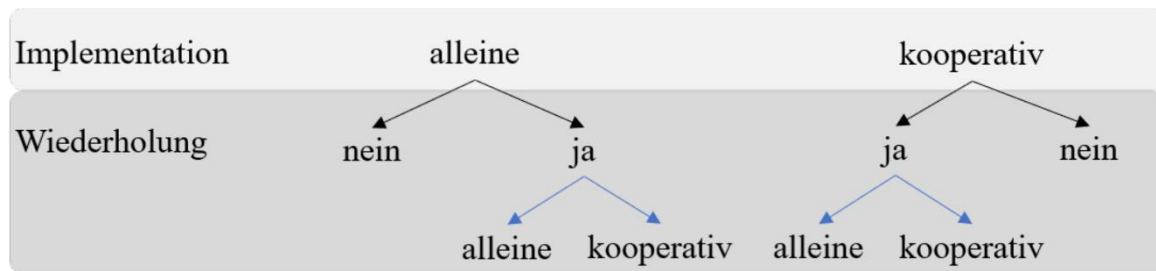 Implementation alleine kooperativ
Wiederholung nein ja ja nein
alleine kooperativ alleine kooperativ